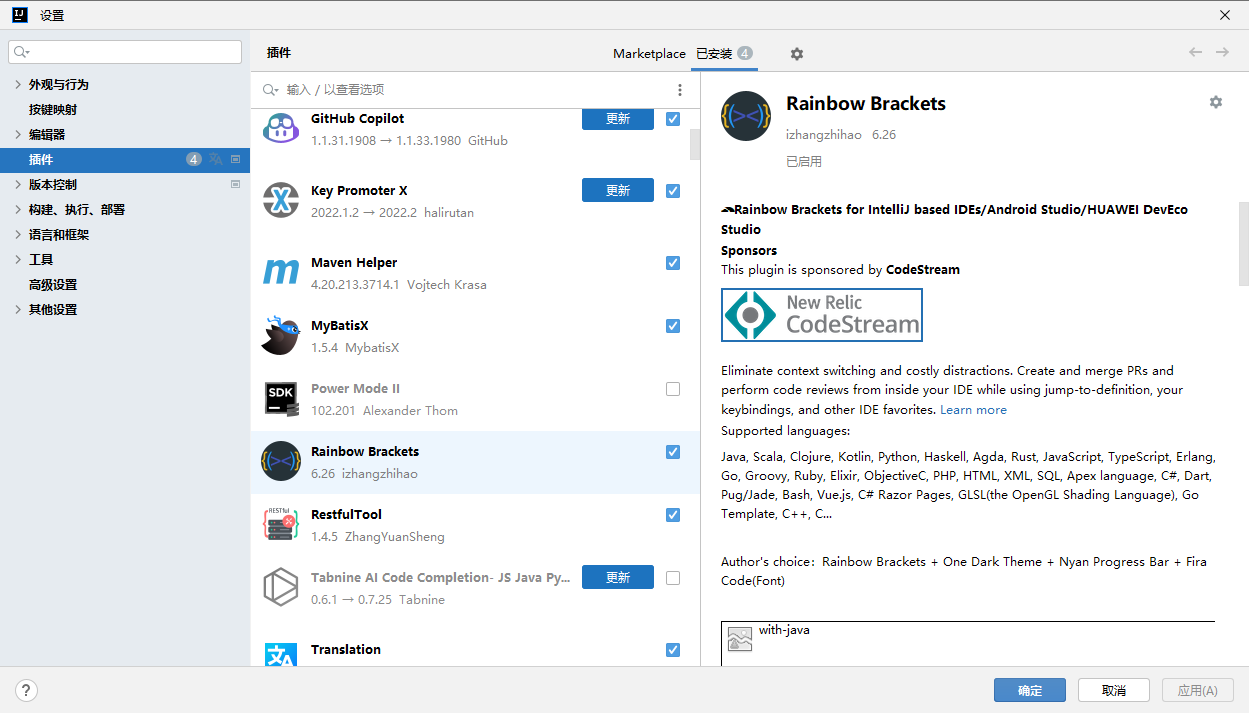 设置
外观与行为
按键映射
编辑器
插件 4
版本控制
构建、执行、部署
语言和框架
工具
高级设置
其他设置
插件 Marketplace 已安装 4
输入 / 以查看选项
GitHub Copilot 更新
1.1.31.1908 → 1.1.33.1980 GitHub
Key Promoter X 更新
2022.1.2 → 2022.2 halirutan
Maven Helper
4.20.213.3714.1 Vojtech Krasa
MyBatisX
1.5.4 MybatisX
SDK
Power Mode II
102.201 Alexander Thom
Rainbow Brackets
6.26 izhangzhihao
RESTful
RestfulTool
1.4.5 ZhangYuanSheng
Tabnine AI Code Completion- JS Java Py... 更新
0.6.1 → 0.7.25 Tabnine
Translation
Rainbow Brackets
izhangzhihao 6.26
已启用
Rainbow Brackets for IntelliJ based IDEs/Android Studio/HUAWEI DevEco
Studio
Sponsors
This plugin is sponsored by CodeStream
New Relic
CodeStream
Eliminate context switching and costly distractions. Create and merge PRs and
perform code reviews from inside your IDE while using jump-to-definition, your
keybindings, and other IDE favorites. Learn more
Supported languages:
Java, Scala, Clojure, Kotlin, Python, Haskell, Agda, Rust, JavaScript, TypeScript, Erlang,
Go, Groovy, Ruby, Elixir, ObjectiveC, PHP, HTML, XML, SQL, Apex language, C#, Dart,
Pug/Jade, Bash, Vue.js, C# Razor Pages, GLSL(the OpenGL Shading Language), Go
Template, C++, C...
Author's choice：Rainbow Brackets + One Dark Theme + Nyan Progress Bar + Fira
Code(Font)
with-java
?
确定 取消 应用(A)